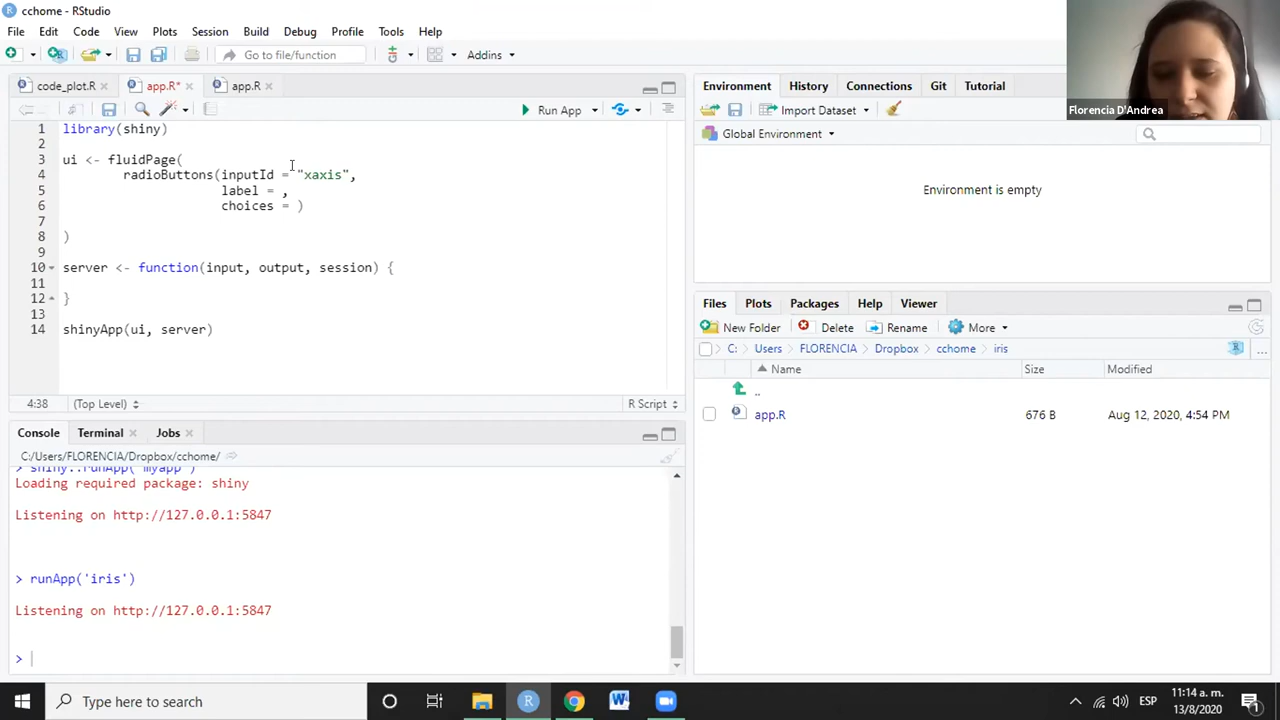 cchome - RStudio
File Edit Code View Plots Session Build Debug Profile Tools Help
Go to file/function Addins
code_plot.R app.R* app.R
Run App
1 library(shiny)
2
3 ui <- fluidPage(
4 radioButtons(inputId = "xaxis",
5 label = ,
6 choices = )
7
8 )
9
10 server <- function(input, output, session) {
11
12 }
13
14 shinyApp(ui, server)
4:38 (Top Level) R Script
Console Terminal Jobs
C:/Users/FLORENCIA/Dropbox/cchome/
> shiny::runApp('myapp')
Loading required package: shiny
Listening on http://127.0.0.1:5847
> runApp('iris')
Listening on http://127.0.0.1:5847
>
Environment History Connections Git Tutorial
Import Dataset
Global Environment
Environment is empty
Files Plots Packages Help Viewer
New Folder Delete Rename More
C: Users FLORENCIA Dropbox cchome iris ...
Name Size Modified
..
app.R 676 B Aug 12, 2020, 4:54 PM
Florencia D'Andrea
Type here to search
ESP 11:14 a. m.
13/8/2020 1